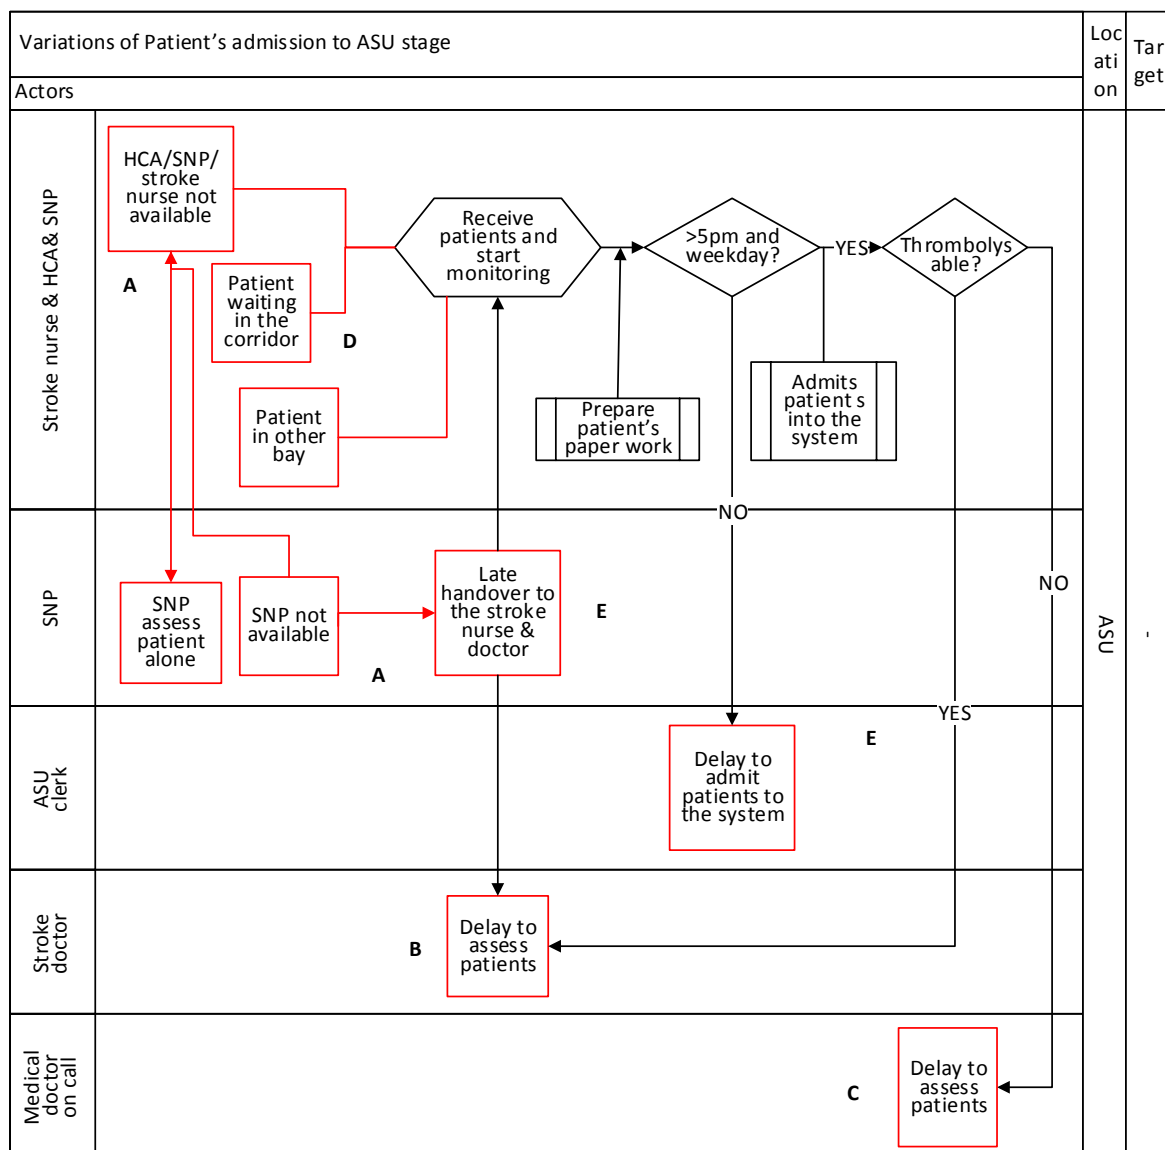 Variations of Patient's admission to ASU stage
Loc
ati
on
Tar
get
Actors
Stroke nurse & HCA& SNP
HCA/SNP/
stroke
nurse not
available
A
Patient
waiting
in the
corridor
D
Patient
in other
bay
Receive
patients and
start
monitoring
>5pm and
weekday?
YES
Thrombolys
able?
Prepare
patient's
paper work
Admits
patient s
into the
system
NO
NO
SNP
SNP
assess
patient
alone
SNP not
available
A
Late
handover to
the stroke
nurse &
doctor
E
ASU
-
YES
ASU
clerk
Delay to
admit
patients to
the system
E
Stroke
doctor
B
Delay to
assess
patients
Medical
doctor
on call
C
Delay to
assess
patients